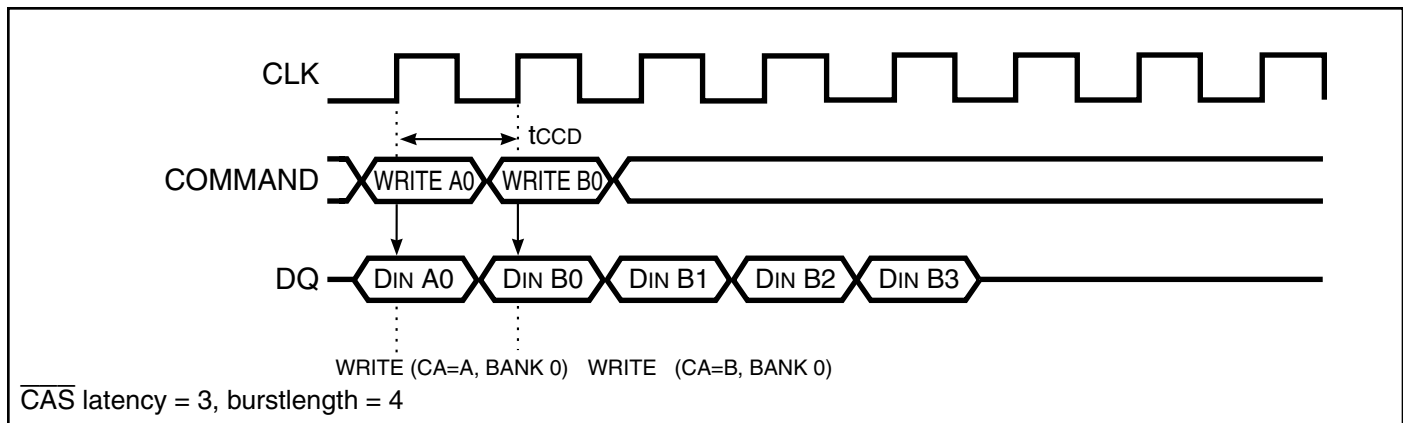 CLK
tCCD
COMMAND WRITE A0 WRITE B0
DQ DIN A0 DIN B0 DIN B1 DIN B2 DIN B3
WRITE (CA=A, BANK 0) WRITE (CA=B, BANK 0)
CAS latency = 3, burstlength = 4